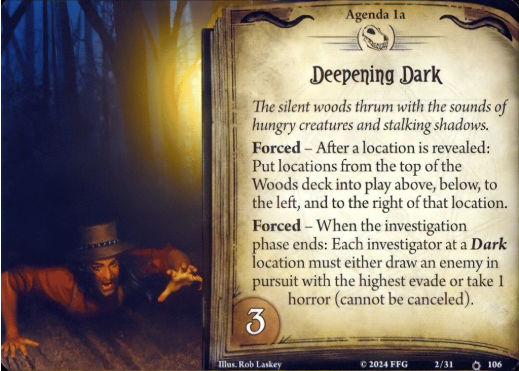 Agenda 1a
Deepening Dark
The silent woods thrum with the sounds of
hungry creatures and stalking shadows.
Forced – After a location is revealed:
Put locations from the top of the
Woods deck into play above, below, to
the left, and to the right of that location.
Forced – When the investigation
phase ends: Each investigator at a Dark
location must either draw an enemy in
pursuit with the highest evade or take 1
horror (cannot be canceled).
3
Illus. Rob Laskey © 2024 FFG 2/31 106